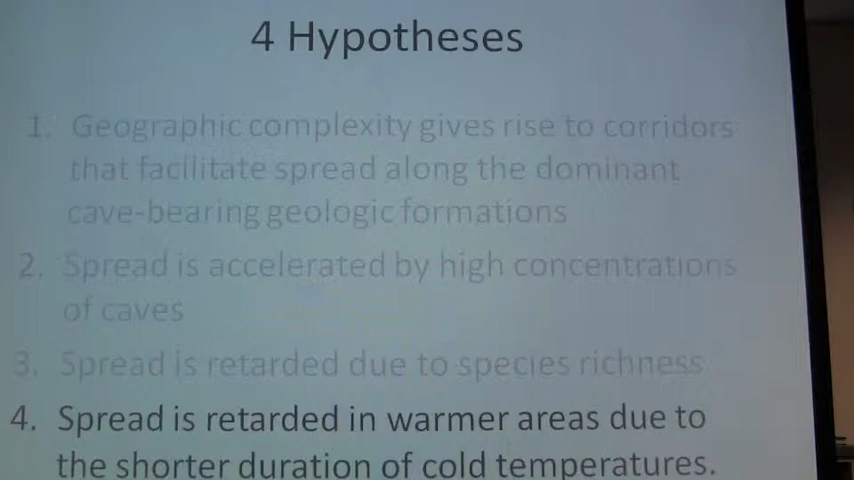 4 Hypotheses
1. Geographic complexity gives rise to corridors
that facilitate spread along the dominant
cave-bearing geologic formations
2. Spread is accelerated by high concentrations
of caves
3. Spread is retarded due to species richness
4. Spread is retarded in warmer areas due to
the shorter duration of cold temperatures.